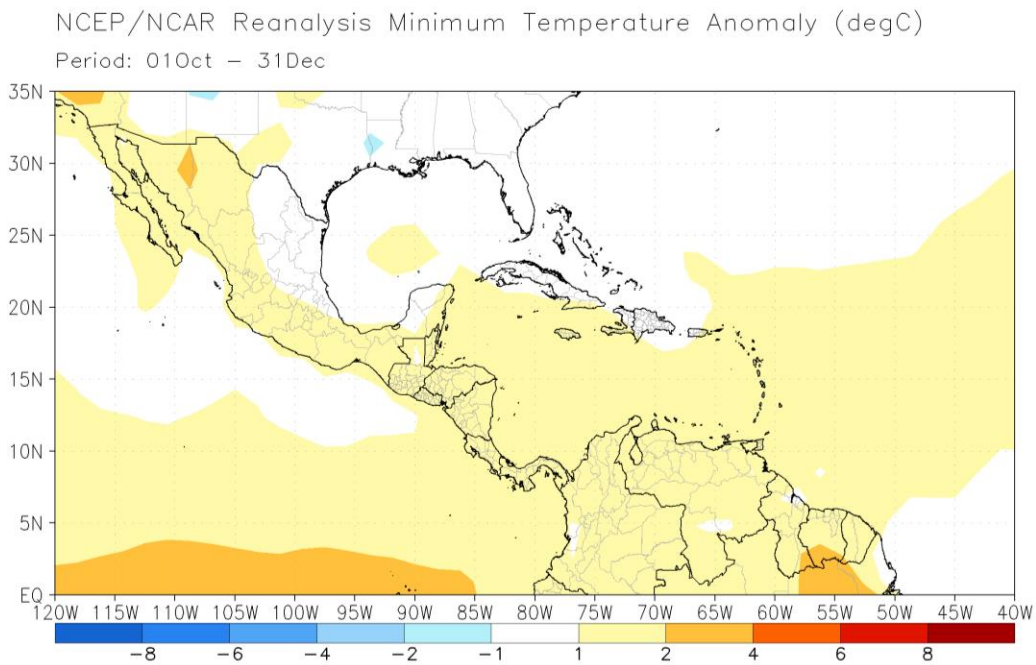 NCEP/NCAR Reanalysis Minimum Temperature Anomaly (degC)
Period: 01Oct – 31Dec
35N
30N
25N
20N
15N
10N
5N
EQ
120W 115W 110W 105W 100W 95W 90W 85W 80W 75W 70W 65W 60W 55W 50W 45W 40W
−8 −6 −4 −2 −1 1 2 4 6 8